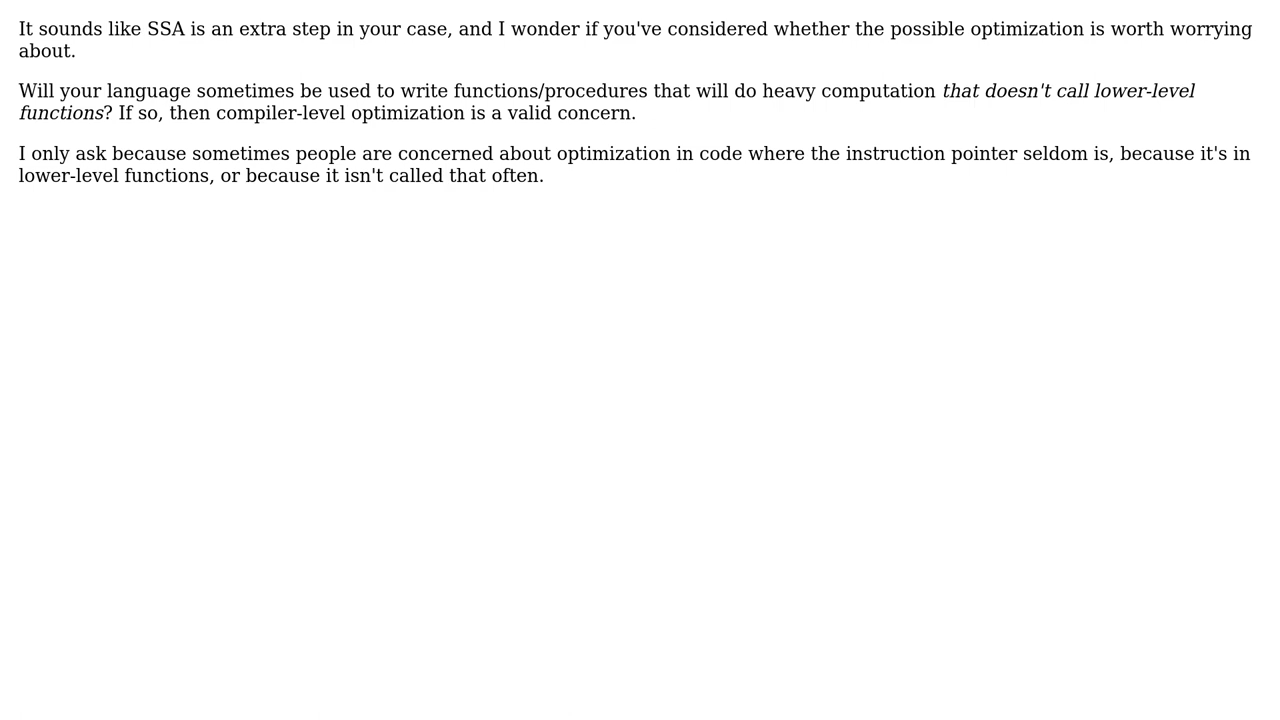 It sounds like SSA is an extra step in your case, and I wonder if you've considered whether the possible optimization is worth worrying
about.
Will your language sometimes be used to write functions/procedures that will do heavy computation that doesn't call lower-level
functions? If so, then compiler-level optimization is a valid concern.
I only ask because sometimes people are concerned about optimization in code where the instruction pointer seldom is, because it's in
lower-level functions, or because it isn't called that often.